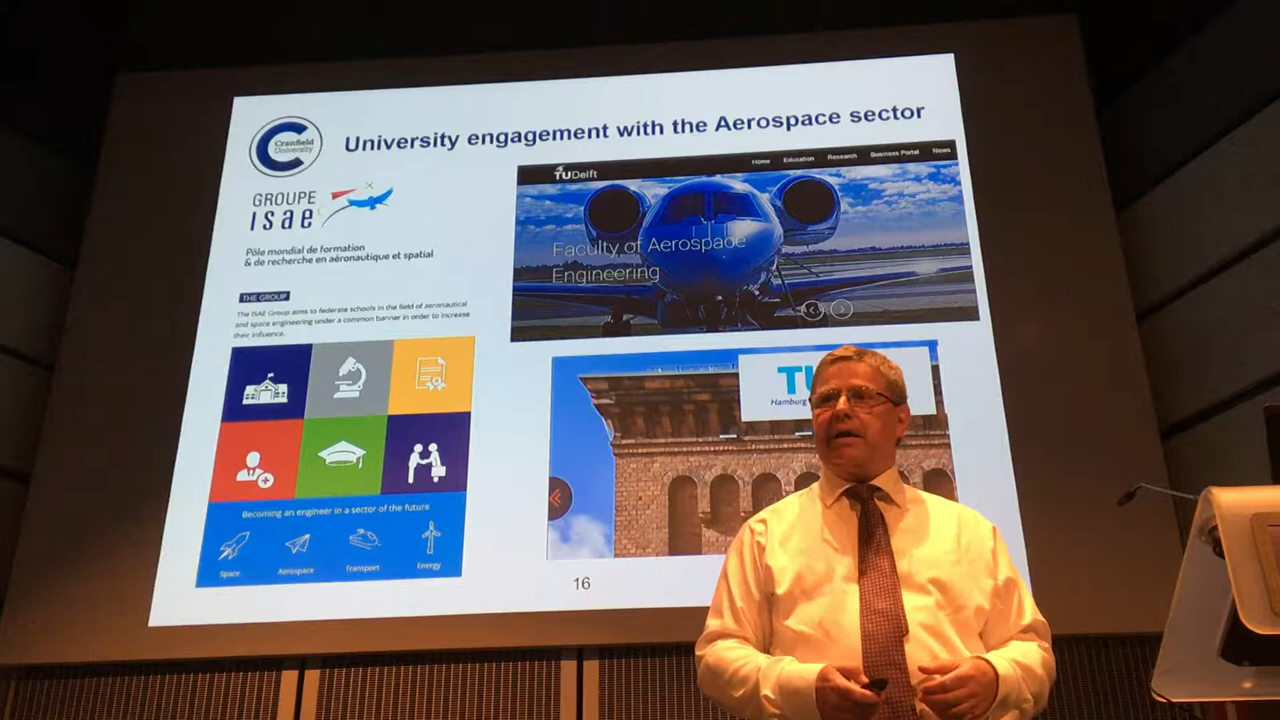 Cranfield
University
University engagement with the Aerospace sector
GROUPE
isae
Pôle mondial de formation
& de recherche en aéronautique et spatial
THE GROUP
The ISAE Group aims to federate schools in the field of aeronautical
and space engineering under a common banner in order to increase
their influence.
Becoming an engineer in a sector of the future
Space Aerospace Transport Energy
TUDelft
Home Education Research Business Portal News
Faculty of Aerospace
Engineering
TU
Hamburg
16